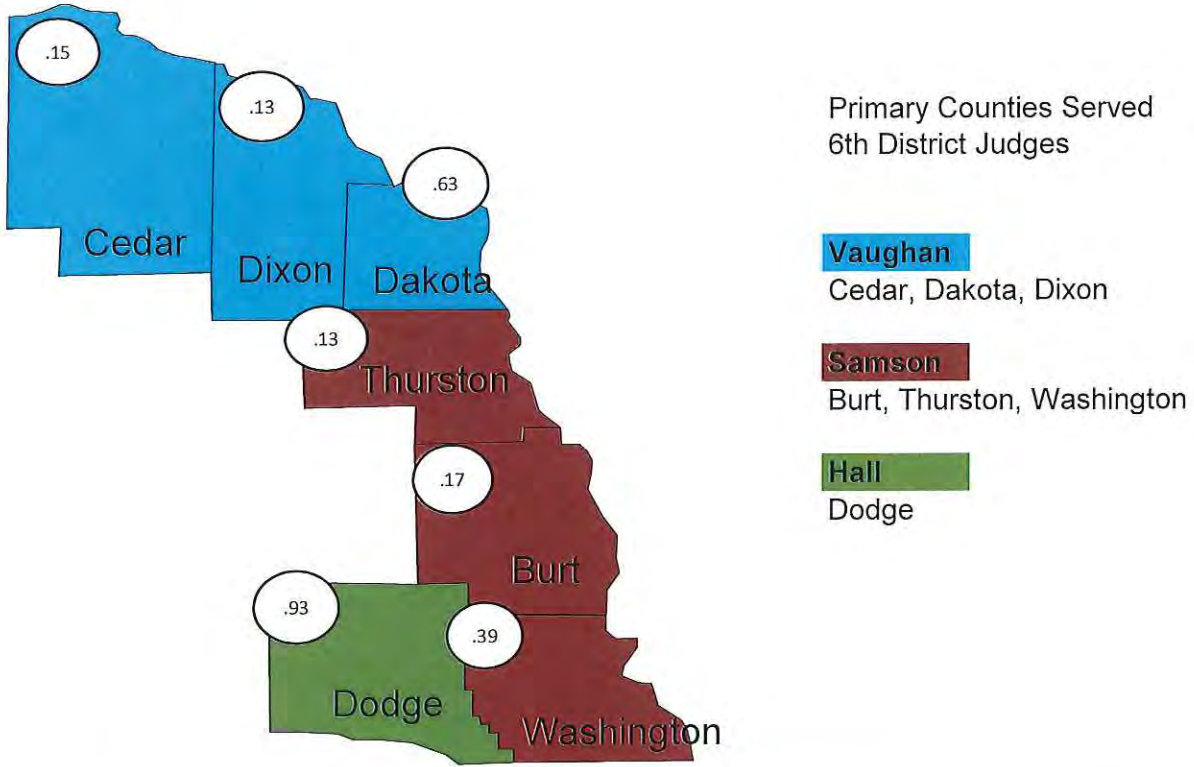 .15
.13
.63
Cedar
Dixon
Dakota
.13
Thurston
.17
Burt
.93
.39
Dodge
Washington
Primary Counties Served
6th District Judges
Vaughan
Cedar, Dakota, Dixon
Samson
Burt, Thurston, Washington
Hall
Dodge